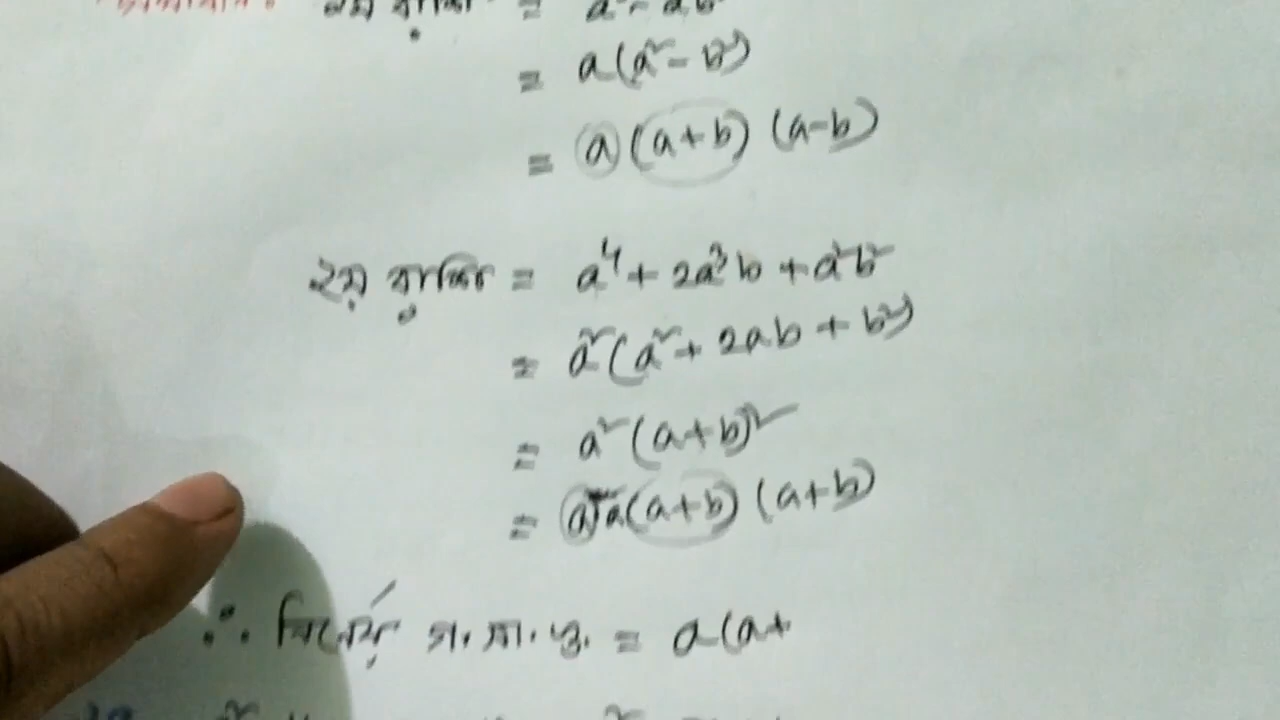 = a(a² - b²)
= a(a+b)(a-b)
২য় রাশি = a⁴ + 2a³b + a²b²
= a²(a² + 2ab + b²)
= a²(a+b)²
= a.a(a+b)(a+b)
∴ নির্ণেয় গ.সা.গু. = a(a+